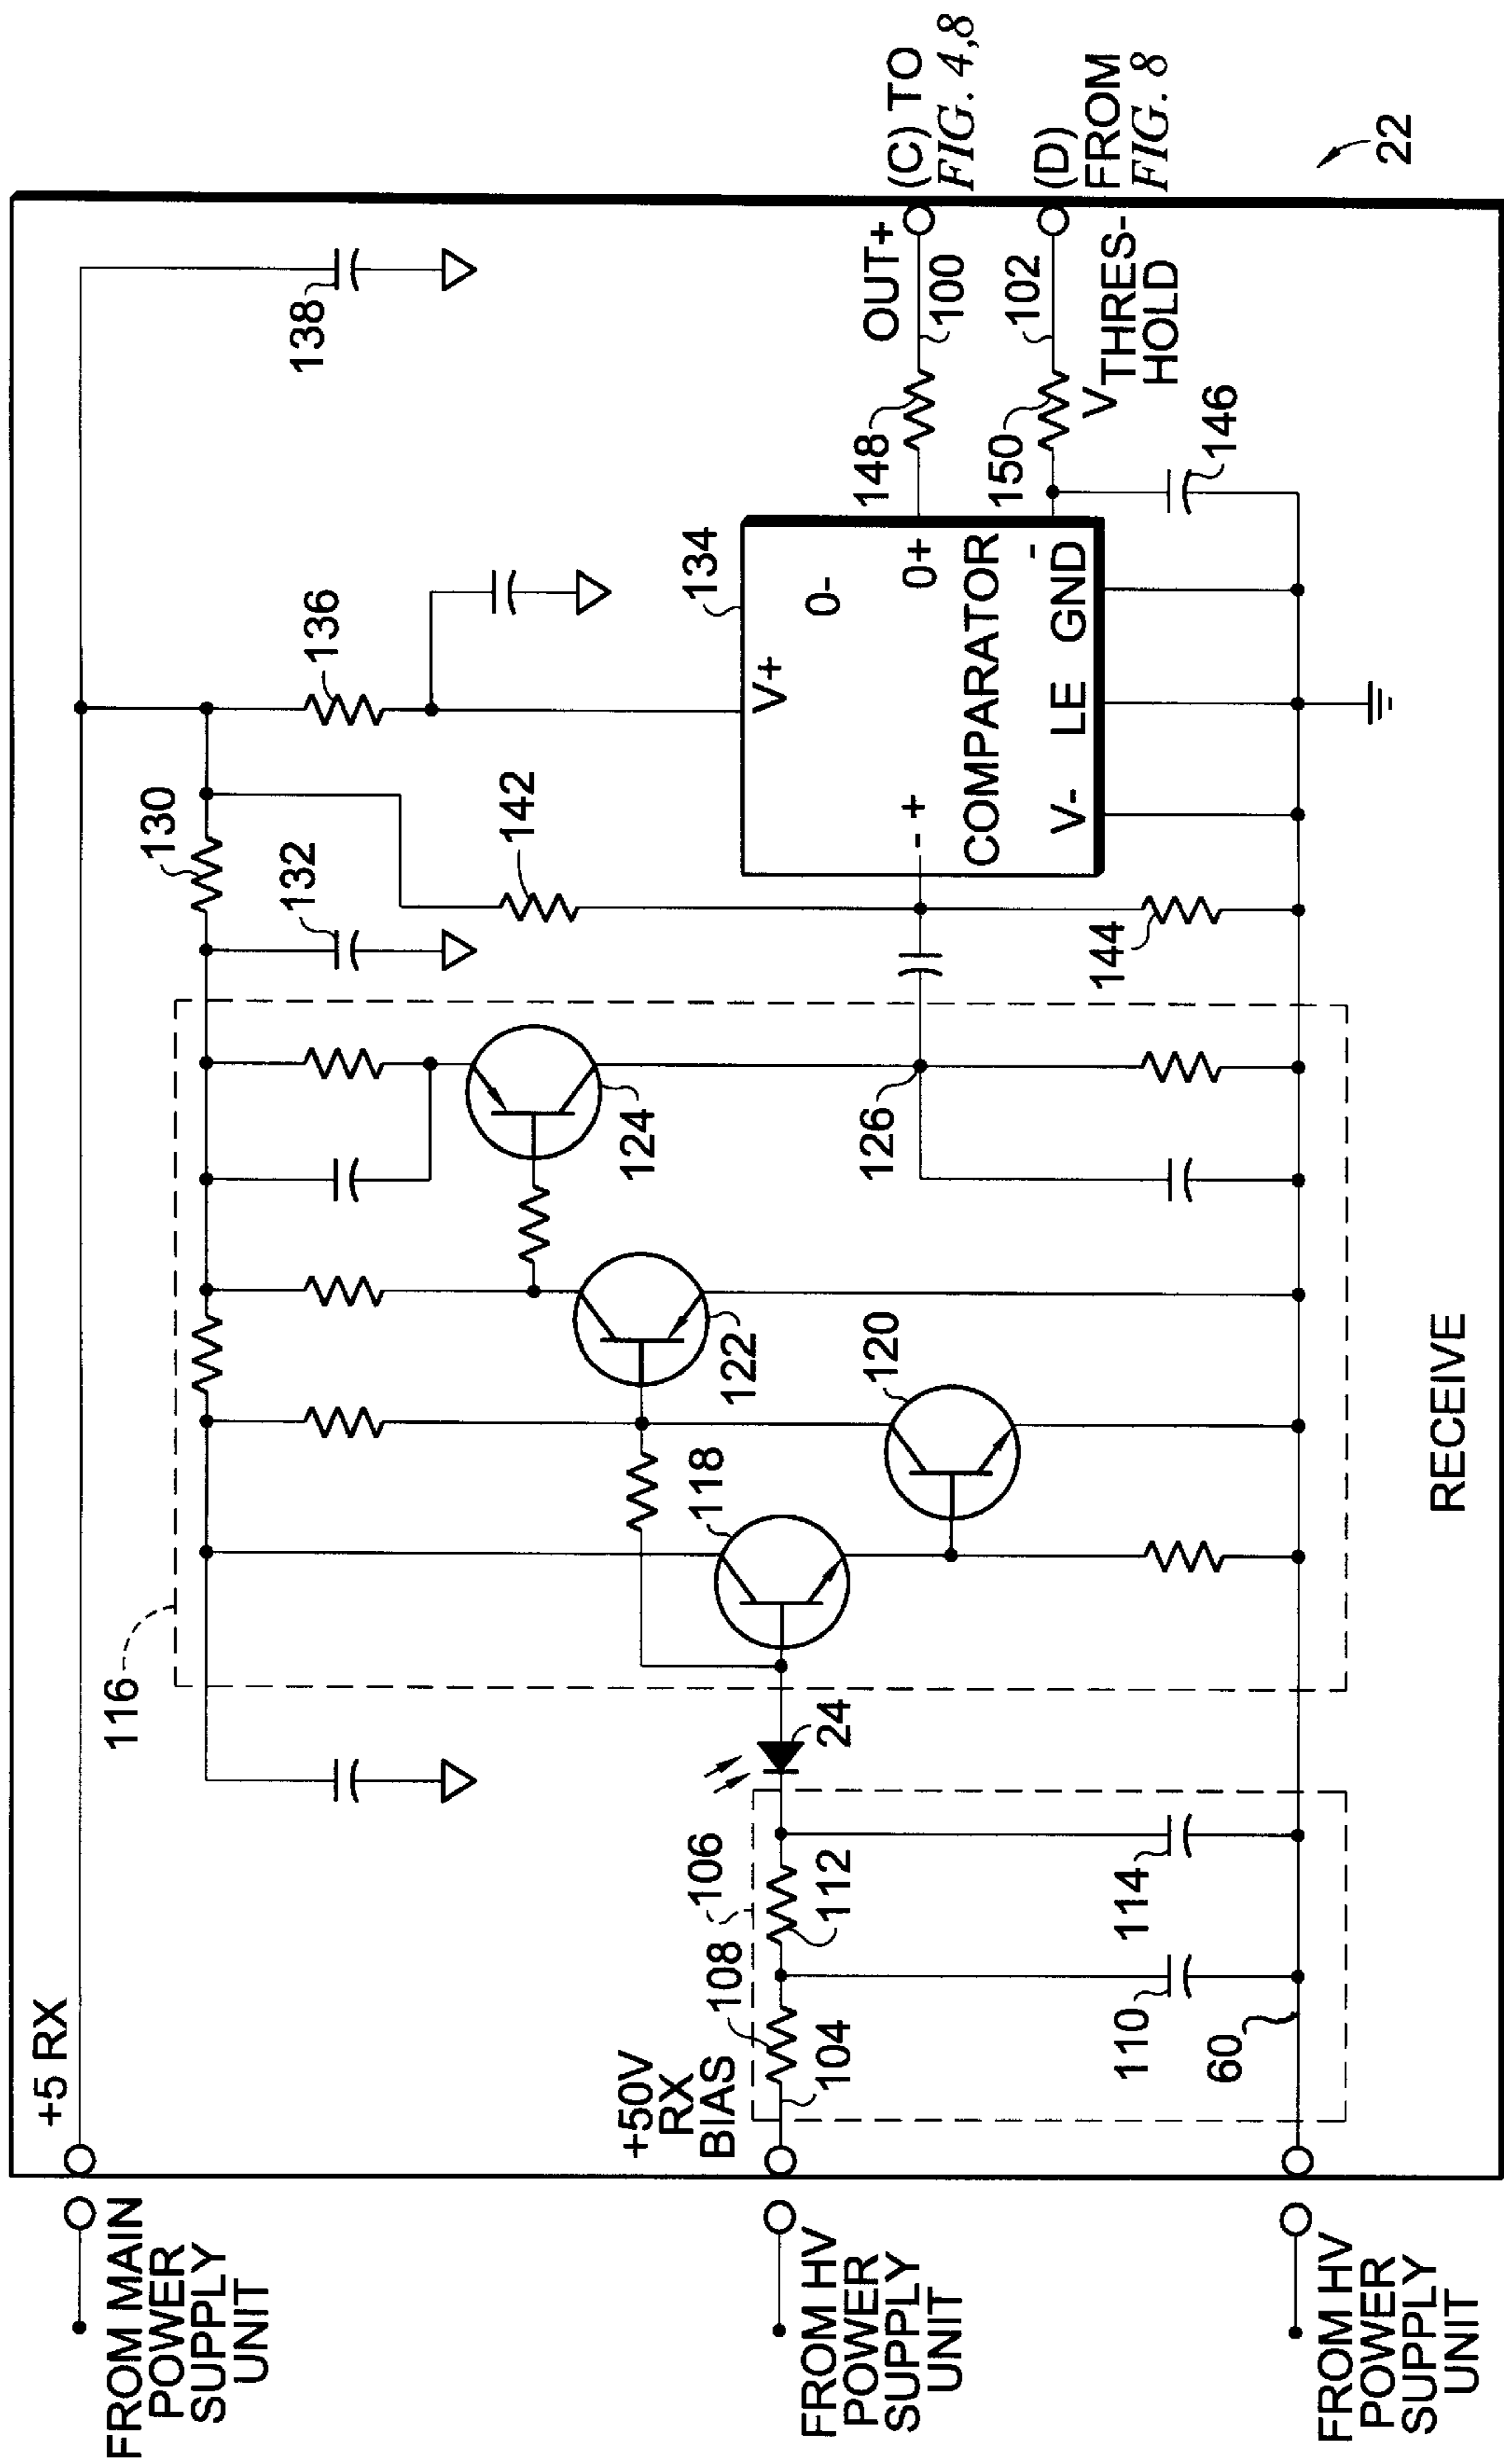 FROM MAIN
POWER
SUPPLY
UNIT
+5 RX
116
130
132
136
138
142
134
124
122
118
120
126
144
V+
0-
0+
- +
COMPARATOR
-
V- LE GND
148
OUT+
100
(C) TO
FIG. 4,8
150
102
V
THRES-
HOLD
(D)
FROM
FIG. 8
146
22
FROM HV
POWER
SUPPLY
UNIT
+50V
RX
BIAS
104
108
106
112
24
110
114
60
FROM HV
POWER
SUPPLY
UNIT
RECEIVE